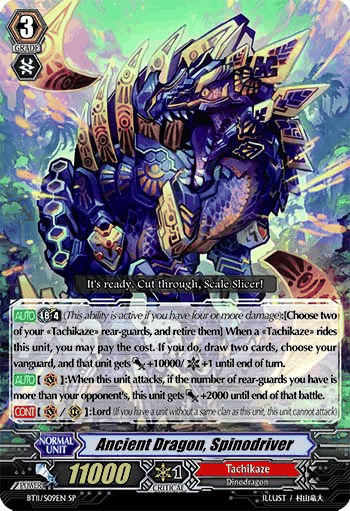 3
GRADE
It's ready. Cut through, Scale Slicer!
AUTO LB 4 (This ability is active if you have four or more damage):[Choose two
of your «Tachikaze» rear-guards, and retire them] When a «Tachikaze» rides
this unit, you may pay the cost. If you do, draw two cards, choose your
vanguard, and that unit gets +10000/ +1 until end of turn.
AUTO [ ]:When this unit attacks, if the number of rear-guards you have is
more than your opponent's, this unit gets +2000 until end of that battle.
CONT [ / ]:Lord (If you have a unit without a same clan as this unit, this unit cannot attack)
NORMAL
UNIT
Ancient Dragon, Spinodriver
POWER
11000
1
CRITICAL
Tachikaze
Dinodragon
BT11/S09EN SP
ILLUST / 村山竜大